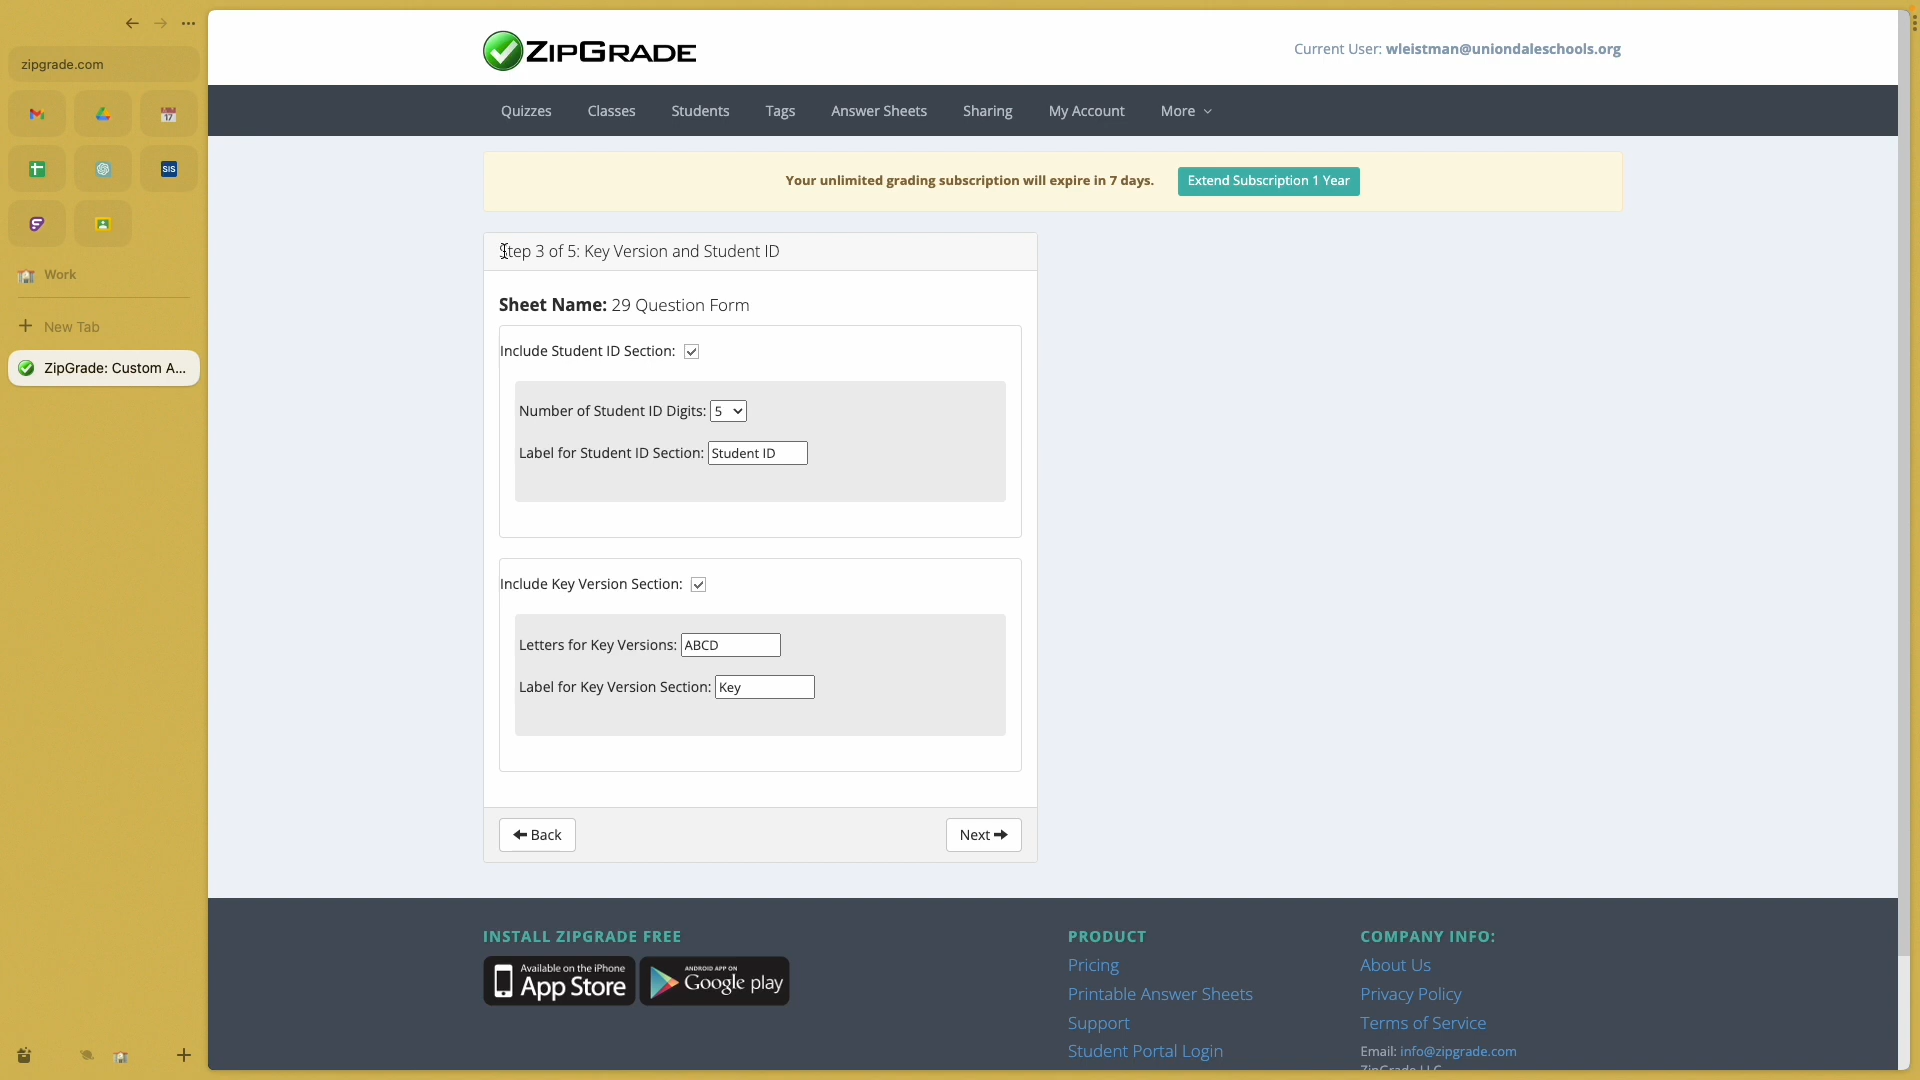 zipgrade.com
17
SIS
Work
New Tab
ZipGrade: Custom A...
ZIPGRADE
Current User: wleistman@uniondaleschools.org
Quizzes
Classes
Students
Tags
Answer Sheets
Sharing
My Account
More
Your unlimited grading subscription will expire in 7 days.
Extend Subscription 1 Year
Step 3 of 5: Key Version and Student ID
Sheet Name: 29 Question Form
Include Student ID Section:
Number of Student ID Digits: 5
Label for Student ID Section: Student ID
Include Key Version Section:
Letters for Key Versions: ABCD
Label for Key Version Section: Key
Back
Next
INSTALL ZIPGRADE FREE
Available on the iPhone
App Store
ANDROID APP ON
Google play
PRODUCT
Pricing
Printable Answer Sheets
Support
Student Portal Login
COMPANY INFO:
About Us
Privacy Policy
Terms of Service
Email: info@zipgrade.com
ZipGrade LLC